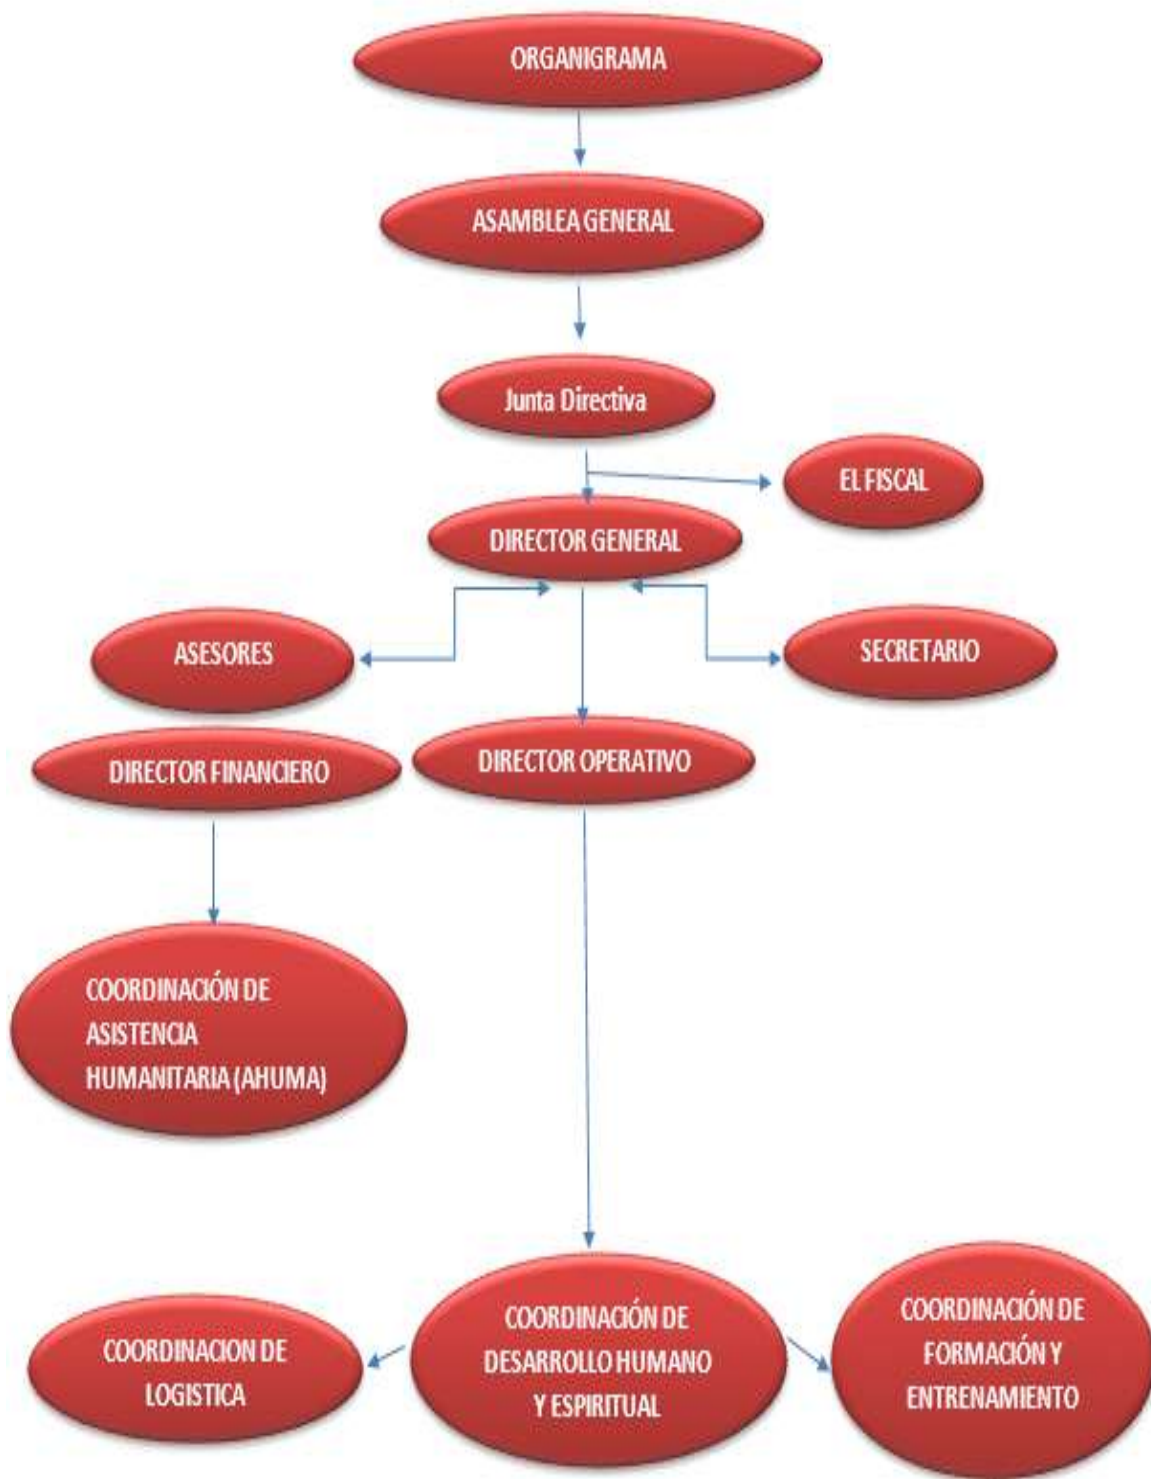 ORGANIGRAMA
ASAMBLEA GENERAL
Junta Directiva
EL FISCAL
DIRECTOR GENERAL
ASESORES
SECRETARIO
DIRECTOR FINANCIERO
DIRECTOR OPERATIVO
COORDINACIÓN DE
ASISTENCIA
HUMANITARIA (AHUMA)
COORDINACION DE
LOGISTICA
COORDINACIÓN DE
DESARROLLO HUMANO
Y ESPIRITUAL
COORDINACIÓN DE
FORMACIÓN Y
ENTRENAMIENTO